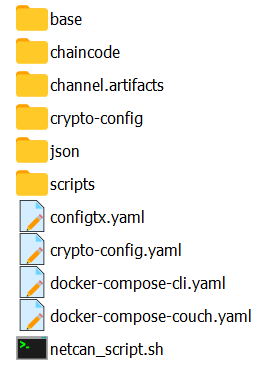 base
chaincode
channel.artifacts
crypto-config
json
scripts
configtx.yaml
crypto-config.yaml
docker-compose-cli.yaml
docker-compose-couch.yaml
netcan_script.sh